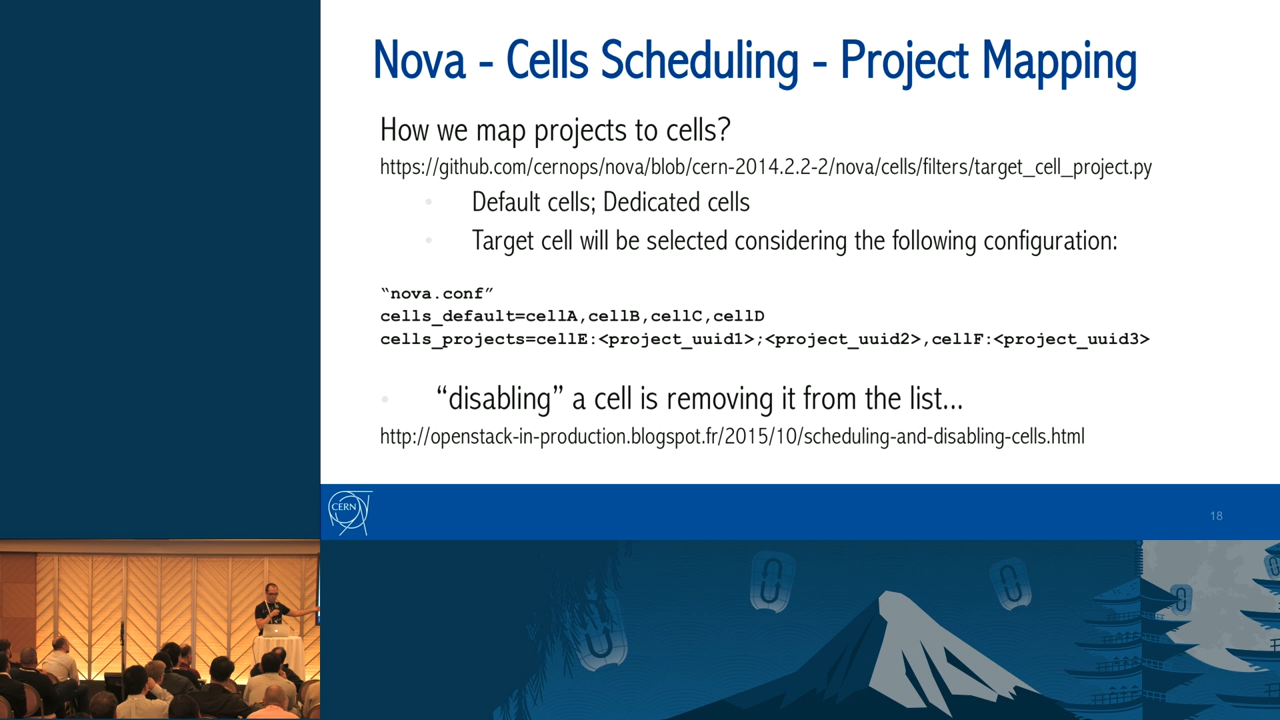 Nova - Cells Scheduling - Project Mapping
How we map projects to cells?
https://github.com/cernops/nova/blob/cern-2014.2.2-2/nova/cells/filters/target_cell_project.py
Default cells; Dedicated cells
Target cell will be selected considering the following configuration:
“nova.conf”
cells_default=cellA,cellB,cellC,cellD
cells_projects=cellE:<project_uuid1>;<project_uuid2>,cellF:<project_uuid3>
“disabling” a cell is removing it from the list...
http://openstack-in-production.blogspot.fr/2015/10/scheduling-and-disabling-cells.html
CERN
18